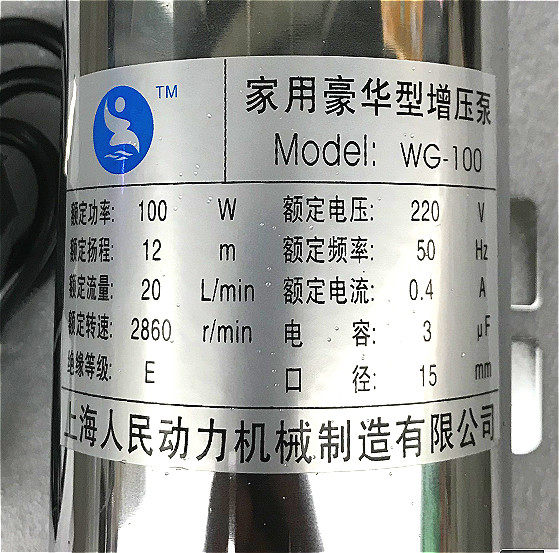 TM
家用豪华型增压泵
Model: WG-100
额定功率: 100 W 额定电压: 220 V
额定扬程: 12 m 额定频率: 50 Hz
额定流量: 20 L/min 额定电流: 0.4 A
额定转速: 2860 r/min 电 容: 3 μF
绝缘等级: E 口 径: 15 mm
上海人民动力机械制造有限公司